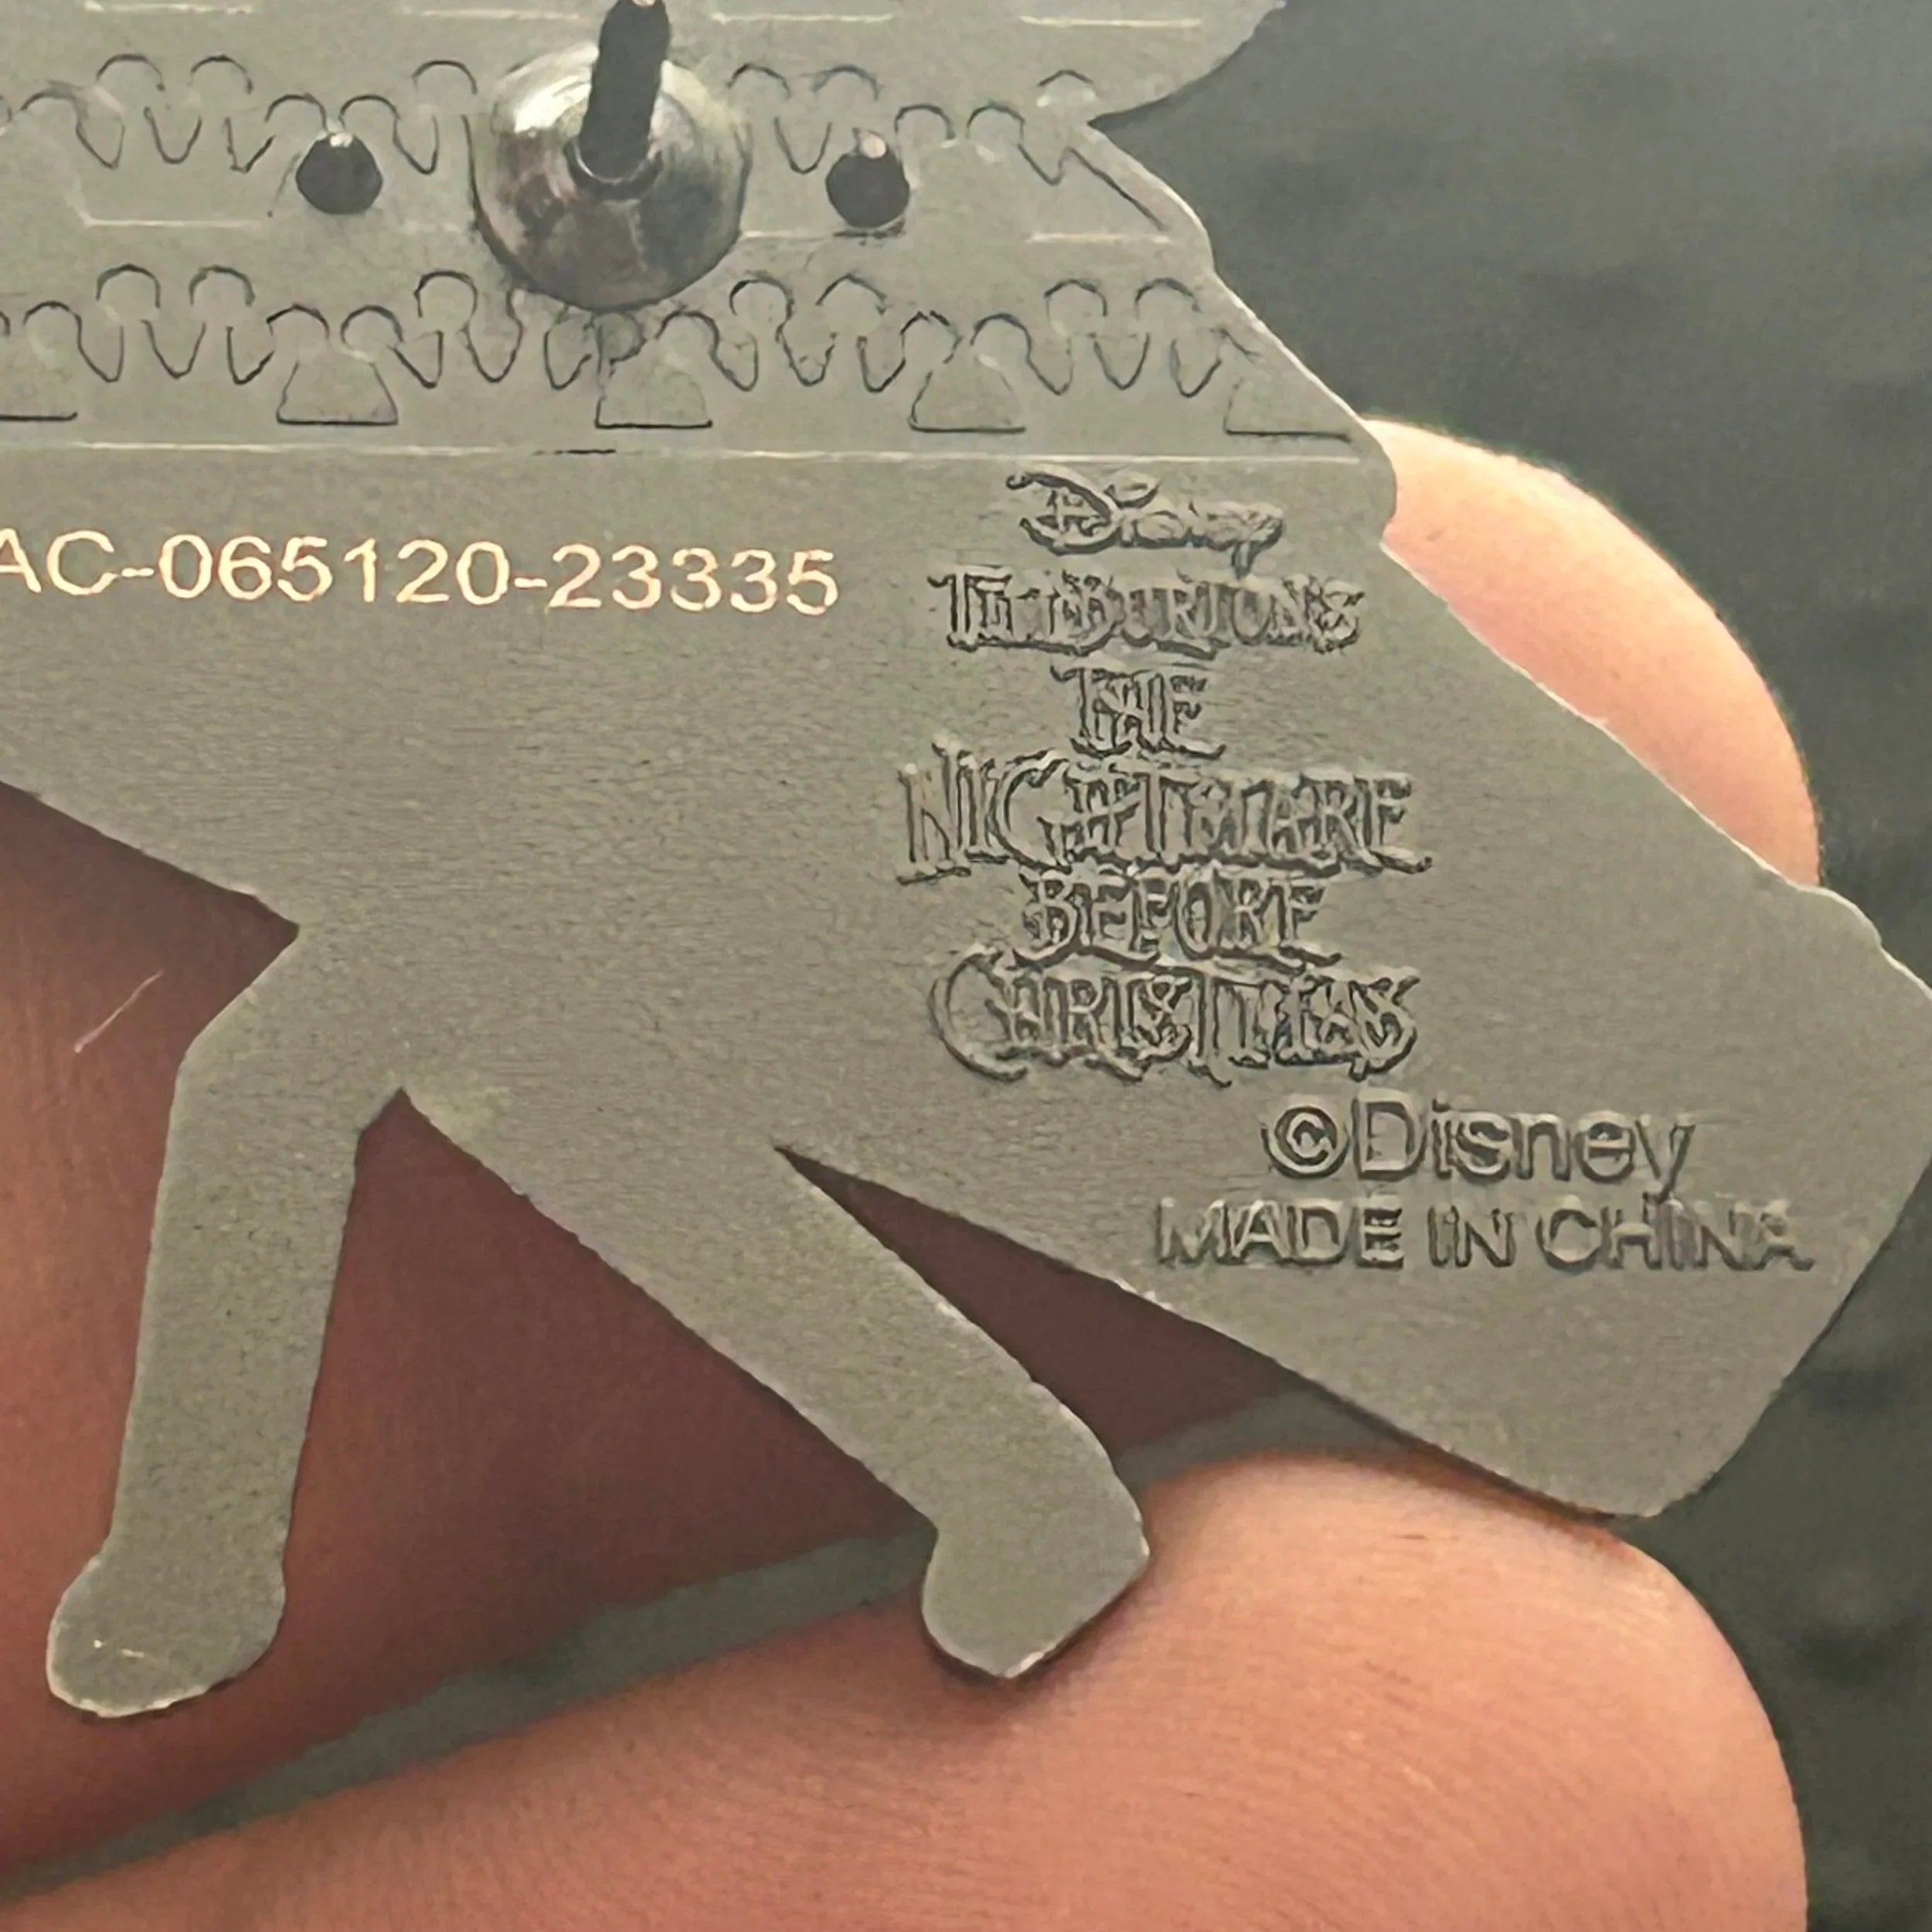 AC-065120-23335
Disney
TIM BURTON'S
THE
NIGHTMARE
BEFORE
CHRISTMAS
©Disney
MADE IN CHINA